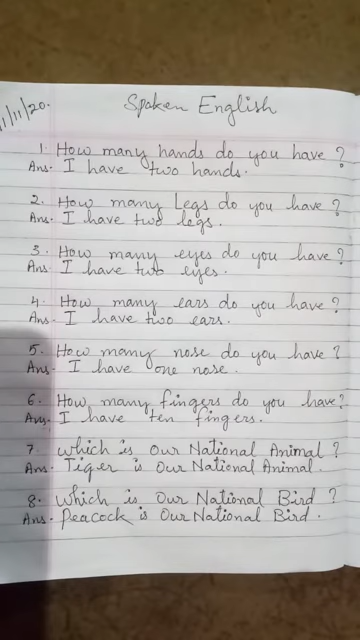 11/11/20.
Spoken English
1. How many hands do you have ?
Ans. I have two hands.
2. How many Legs do you have ?
Ans. I have two legs.
3. How many eyes do you have ?
Ans. I have two eyes.
4. How many ears do you have ?
Ans. I have two ears.
5. How many nose do you have ?
Ans. I have one nose.
6. How many fingers do you have?
Ans. I have ten fingers.
7. which is Our National Animal ?
Ans. Tiger is Our National Animal.
8. Which is Our National Bird ?
Ans. Peacock is Our National Bird.